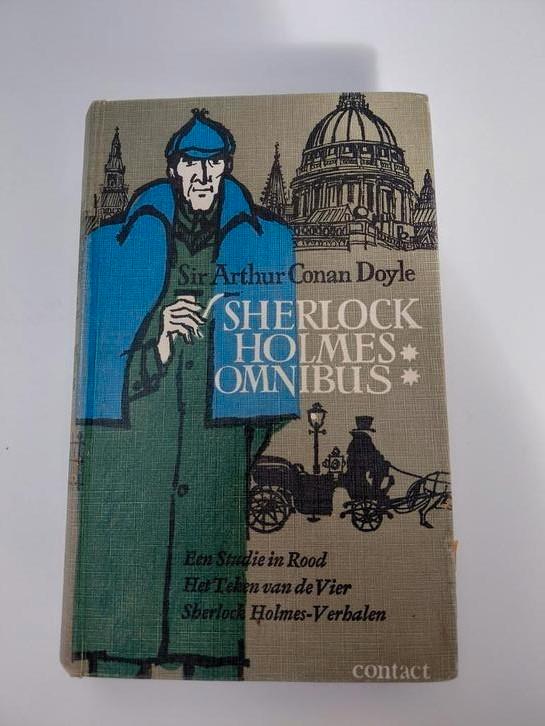 Sir Arthur Conan Doyle
SHERLOCK
HOLMES *
OMNIBUS *
Een Studie in Rood
Het Teken van de Vier
Sherlock Holmes-Verhalen
contact